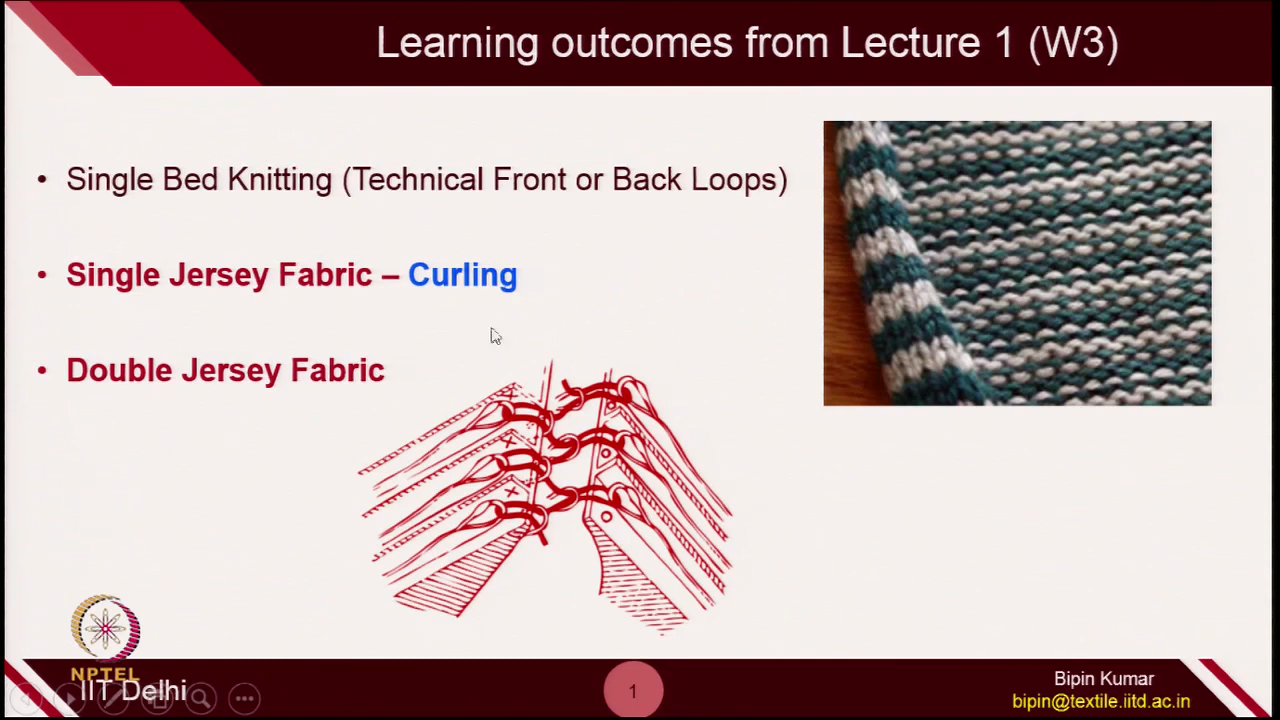 Learning outcomes from Lecture 1 (W3)
• Single Bed Knitting (Technical Front or Back Loops)
• Single Jersey Fabric – Curling
• Double Jersey Fabric
NPTEL
IIT Delhi
1
Bipin Kumar
bipin@textile.iitd.ac.in